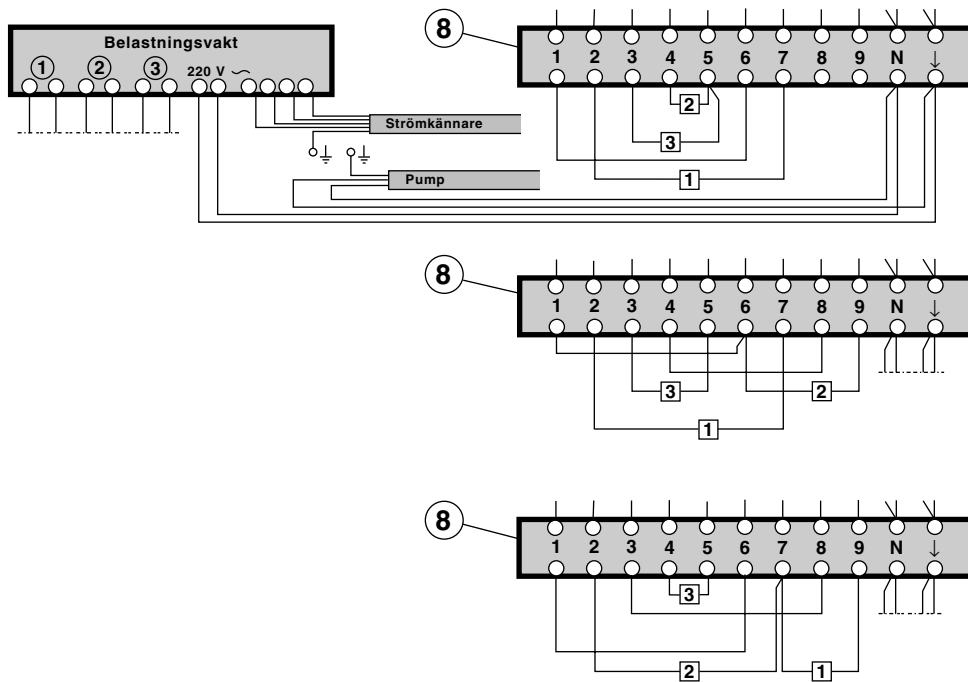 Belastningsvakt
1 2 3 220 V ~
Strömkännare
Pump
8
1 2 3 4 5 6 7 8 9 N ↓
2
3
1
8
1 2 3 4 5 6 7 8 9 N ↓
3 2
1
8
1 2 3 4 5 6 7 8 9 N ↓
3
2 1